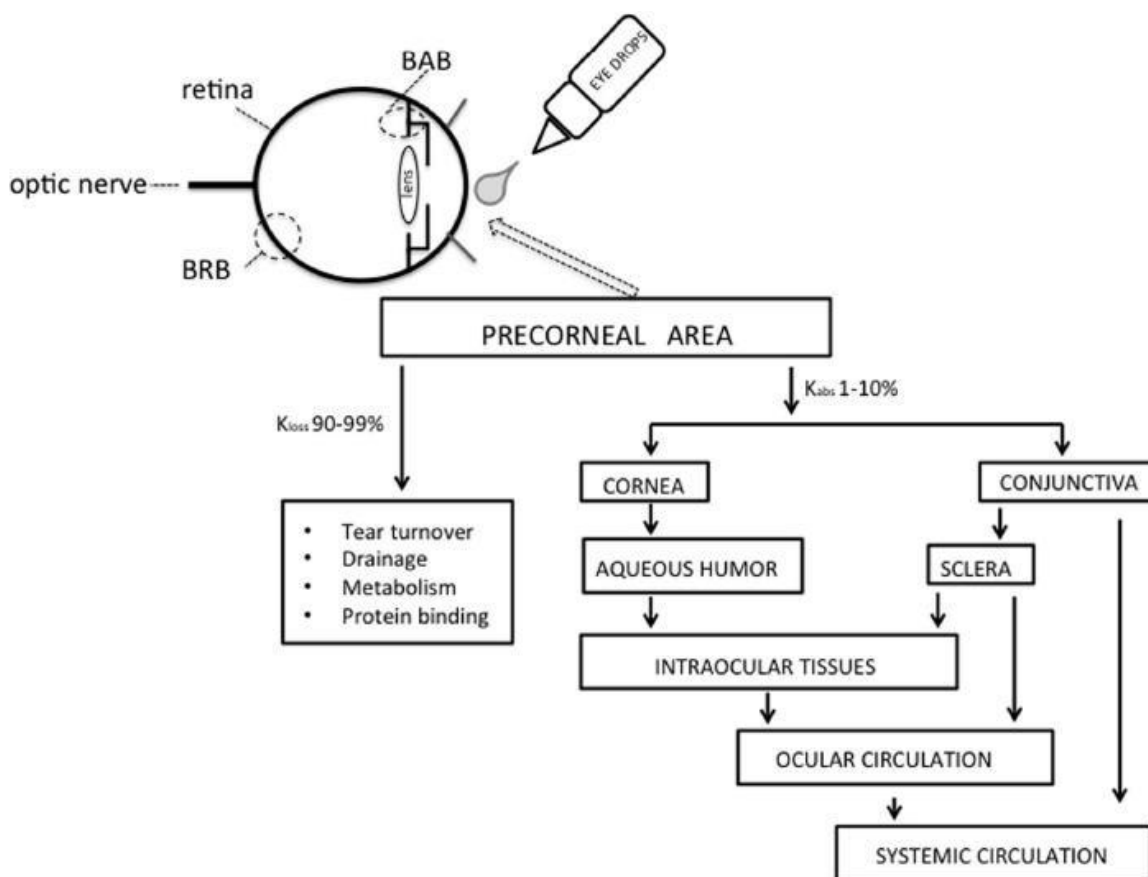 BAB
EYE DROPS
retina
optic nerve
lens
BRB
PRECORNEAL AREA
Kloss 90-99%
Kabs 1-10%
CORNEA
CONJUNCTIVA
• Tear turnover
• Drainage
• Metabolism
• Protein binding
AQUEOUS HUMOR
SCLERA
INTRAOCULAR TISSUES
OCULAR CIRCULATION
SYSTEMIC CIRCULATION